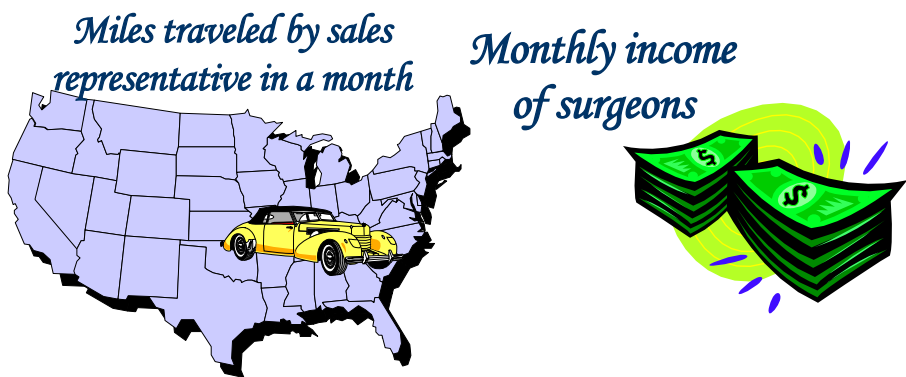 Miles traveled by sales
representative in a month
Monthly income
of surgeons
$
$